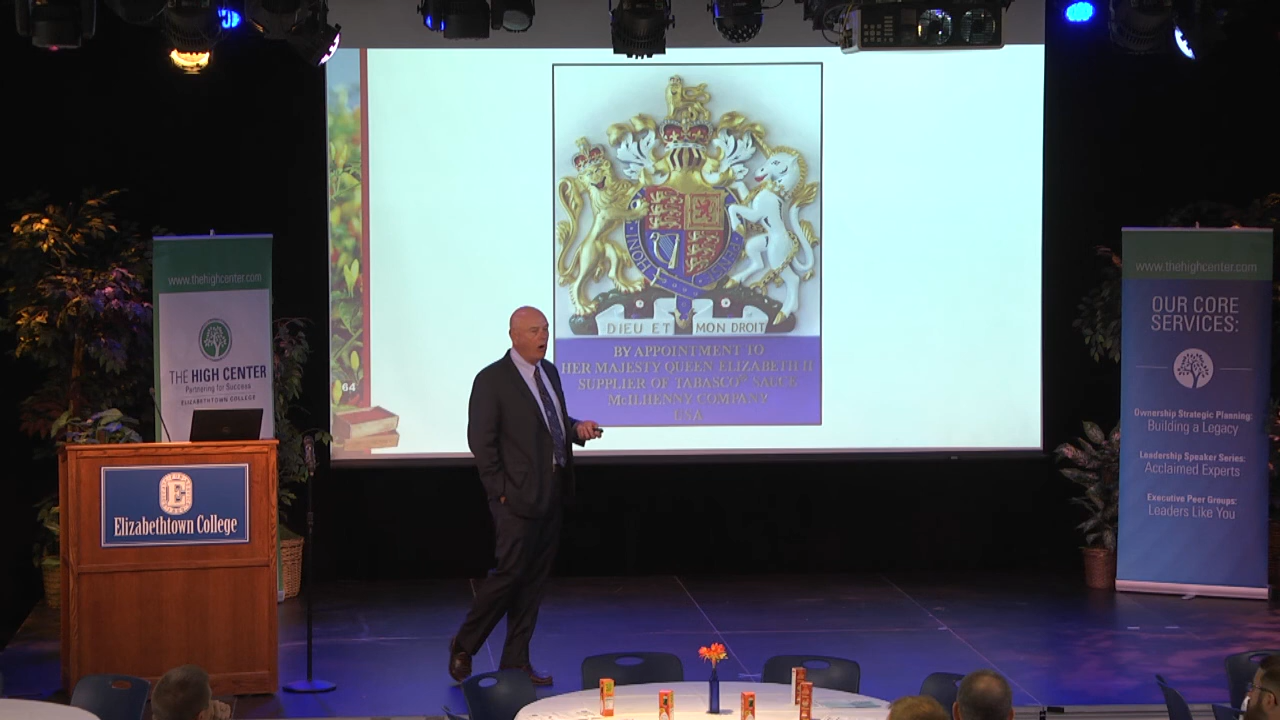 www.thehighcenter.com
THE HIGH CENTER
Partnering for Success
ELIZABETHTOWN COLLEGE
E
Elizabethtown College
64
HONI
DIEU ET MON DROIT
BY APPOINTMENT TO
HER MAJESTY QUEEN ELIZABETH II
SUPPLIER OF TABASCO® SAUCE
McILHENNY COMPANY
USA
www.thehighcenter.com
OUR CORE
SERVICES:
Ownership Strategic Planning:
Building a Legacy
Leadership Speaker Series:
Acclaimed Experts
Executive Peer Groups:
Leaders Like You